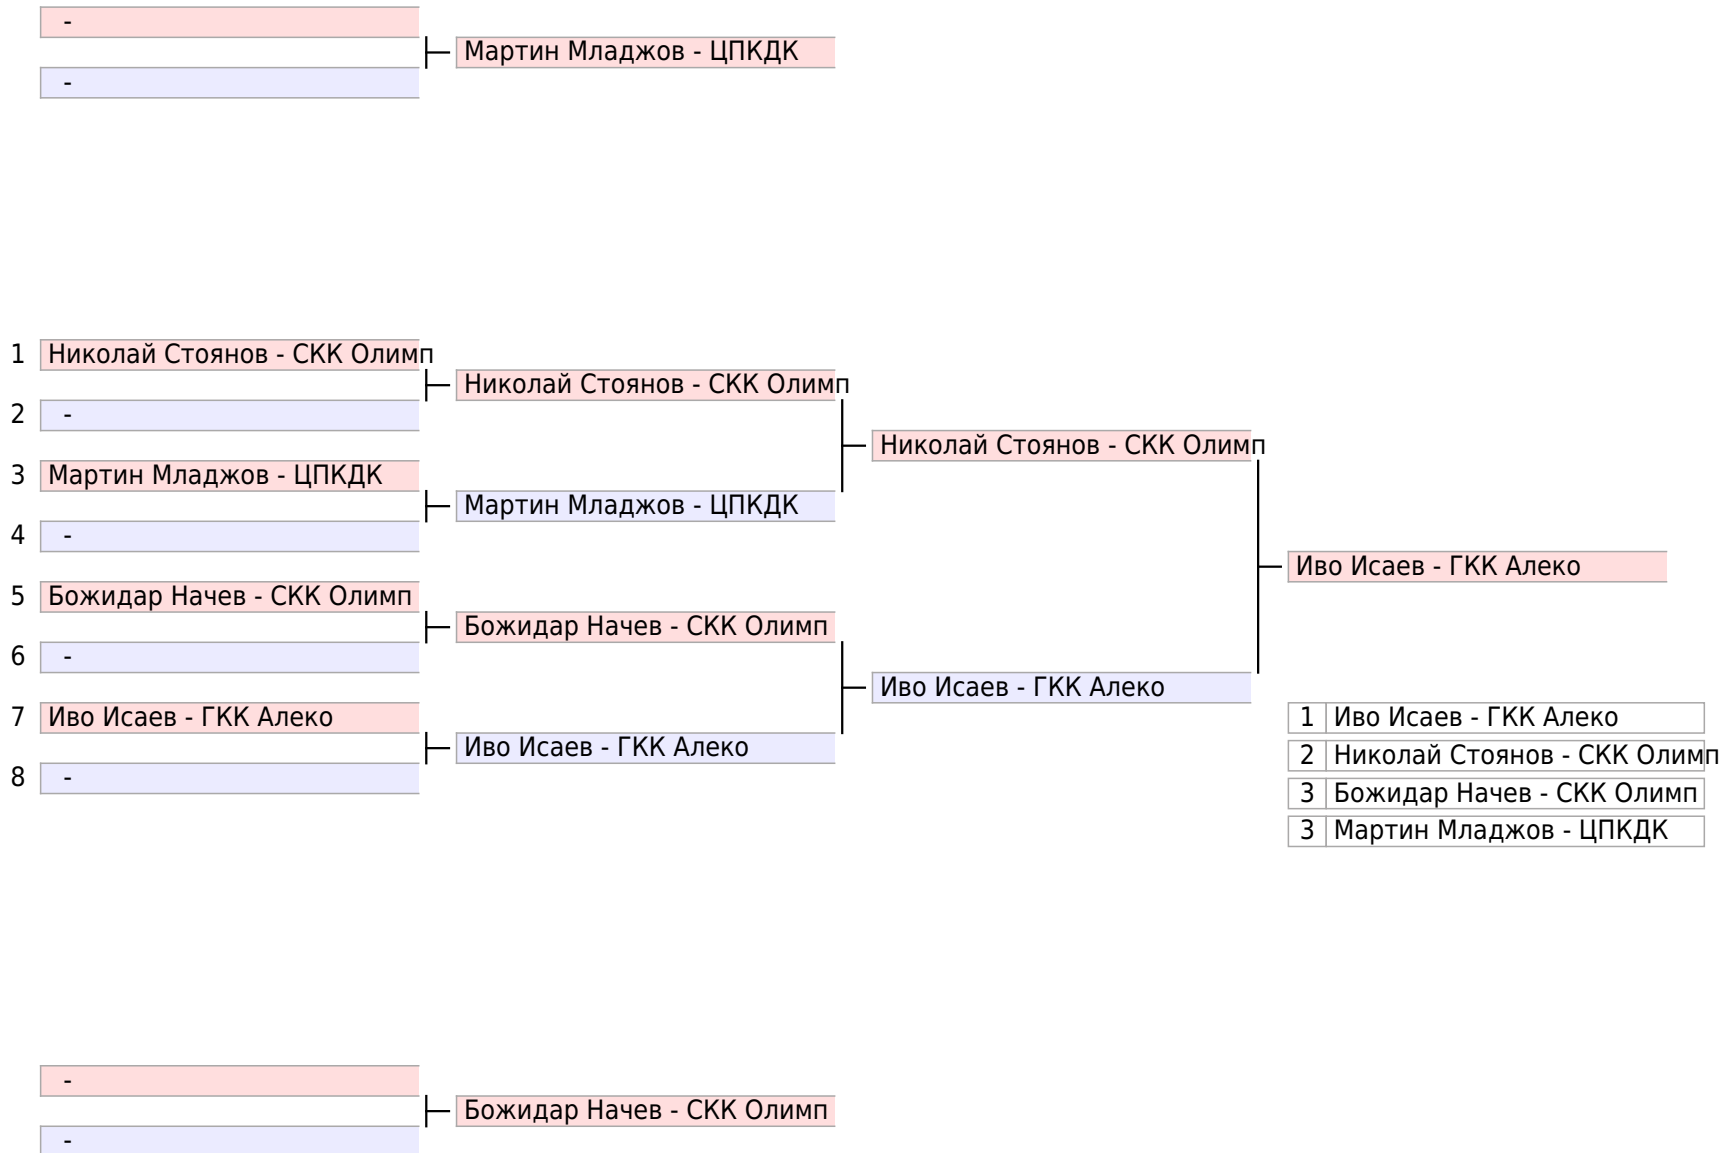 -
Мартин Младжов - ЦПКДК
-
1 Николай Стоянов - СКК Олимп
Николай Стоянов - СКК Олимп
2 -
Николай Стоянов - СКК Олимп
3 Мартин Младжов - ЦПКДК
Мартин Младжов - ЦПКДК
4 -
Иво Исаев - ГКК Алеко
5 Божидар Начев - СКК Олимп
Божидар Начев - СКК Олимп
6 -
Иво Исаев - ГКК Алеко
7 Иво Исаев - ГКК Алеко
Иво Исаев - ГКК Алеко
8 -
1 Иво Исаев - ГКК Алеко
2 Николай Стоянов - СКК Олимп
3 Божидар Начев - СКК Олимп
3 Мартин Младжов - ЦПКДК
-
Божидар Начев - СКК Олимп
-